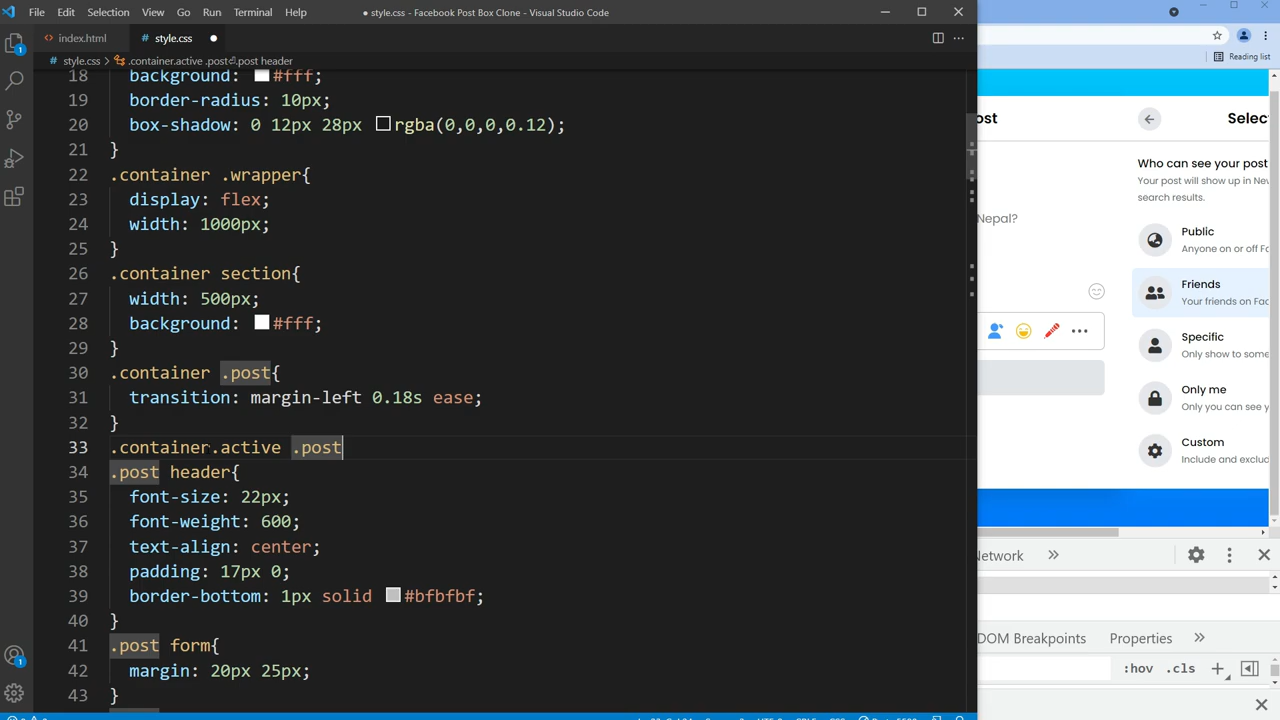 File Edit Selection View Go Run Terminal Help
● style.css - Facebook Post Box Clone - Visual Studio Code
index.html
# style.css ●
# style.css > .container.active .post .post header
Reading list
18 background: #fff;
19 border-radius: 10px;
20 box-shadow: 0 12px 28px rgba(0,0,0,0.12);
21 }
22 .container .wrapper{
23 display: flex;
24 width: 1000px;
25 }
26 .container section{
27 width: 500px;
28 background: #fff;
29 }
30 .container .post{
31 transition: margin-left 0.18s ease;
32 }
33 .container.active .post
34 .post header{
35 font-size: 22px;
36 font-weight: 600;
37 text-align: center;
38 padding: 17px 0;
39 border-bottom: 1px solid #bfbfbf;
40 }
41 .post form{
42 margin: 20px 25px;
43 }
ost
Selec
Who can see your post
Your post will show up in New
search results.
Nepal?
Public
Anyone on or off Fa
Friends
Your friends on Fac
Specific
Only show to some
Only me
Only you can see y
Custom
Include and exclud
Network »
DOM Breakpoints Properties »
:hov .cls +
1
1